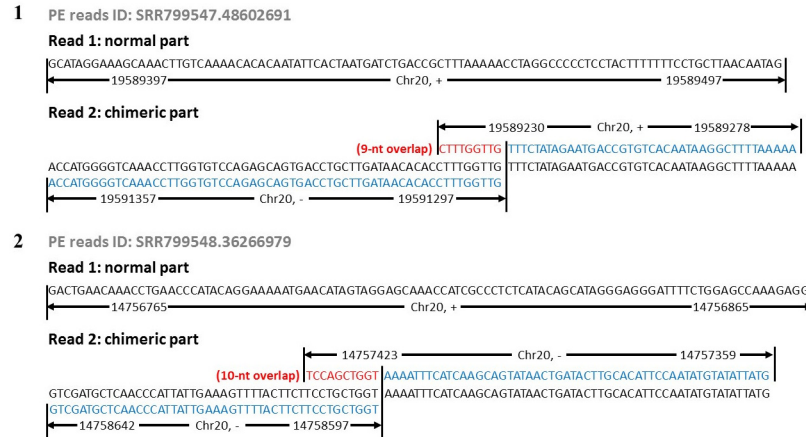 1 PE reads ID: SRR799547.48602691
Read 1: normal part
GCATAGGAAAGCAAACTTGTCAAAACACACAATATTCACTAATGATCTGACCGCTTTAAAAACCTAGGCCCCCTCCTACTTTTTTTCCTGCTTAACAATAG
19589397 Chr20, + 19589497
Read 2: chimeric part
19589230 Chr20, + 19589278
(9-nt overlap) CTTTGGTTG TTTCTATAGAATGACCGTGTCACAATAAGGCTTTTAAAAA
ACCATGGGGTCAAACCTTGGTGTCCAGAGCAGTGACCTGCTTGATAACACACCTTTGGTTG TTTCTATAGAATGACCGTGTCACAATAAGGCTTTTAAAAA
ACCATGGGGTCAAACCTTGGTGTCCAGAGCAGTGACCTGCTTGATAACACACCTTTGGTTG
19591357 Chr20, - 19591297
2 PE reads ID: SRR799548.36266979
Read 1: normal part
GACTGAACAAACCTGAACCCATACAGGAAAAATGAACATAGTAGGAGCAAACCATCGCCCTCTCATACAGCATAGGGAGGGATTTTCTGGAGCCAAAGAGG
14756765 Chr20, + 14756865
Read 2: chimeric part
14757423 Chr20, - 14757359
(10-nt overlap) TCCAGCTGGT AAAATTTCATCAAGCAGTATAACTGATACTTGCACATTCCAATATGTATATTATG
GTCGATGCTCAACCCATTATTGAAAGTTTTACTTCTTCCTGCTGGT AAAATTTCATCAAGCAGTATAACTGATACTTGCACATTCCAATATGTATATTATG
GTCGATGCTCAACCCATTATTGAAAGTTTTACTTCTTCCTGCTGGT
14758642 Chr20, - 14758597